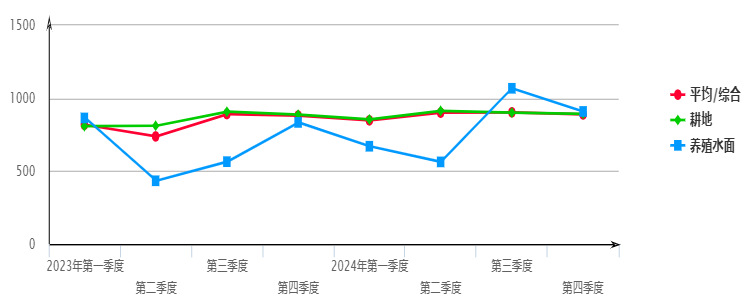 1500
1000
500
0
平均/综合
耕地
养殖水面
2023年第一季度
第二季度
第三季度
第四季度
2024年第一季度
第二季度
第三季度
第四季度